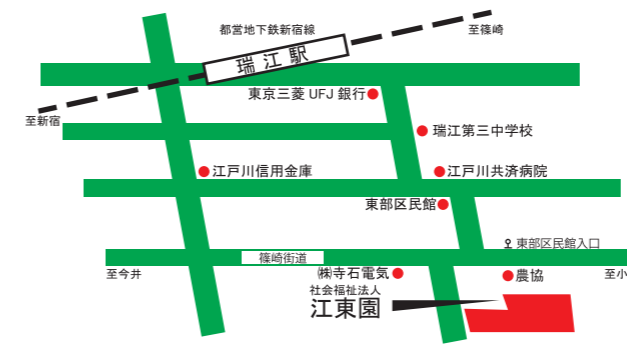 都営地下鉄新宿線
至篠崎
瑞江駅
東京三菱UFJ銀行
至新宿
瑞江第三中学校
江戸川信用金庫
江戸川共済病院
東部区民館
東部区民館入口
篠崎街道
至今井
㈱寺石電気
農協
至小
社会福祉法人
江東園